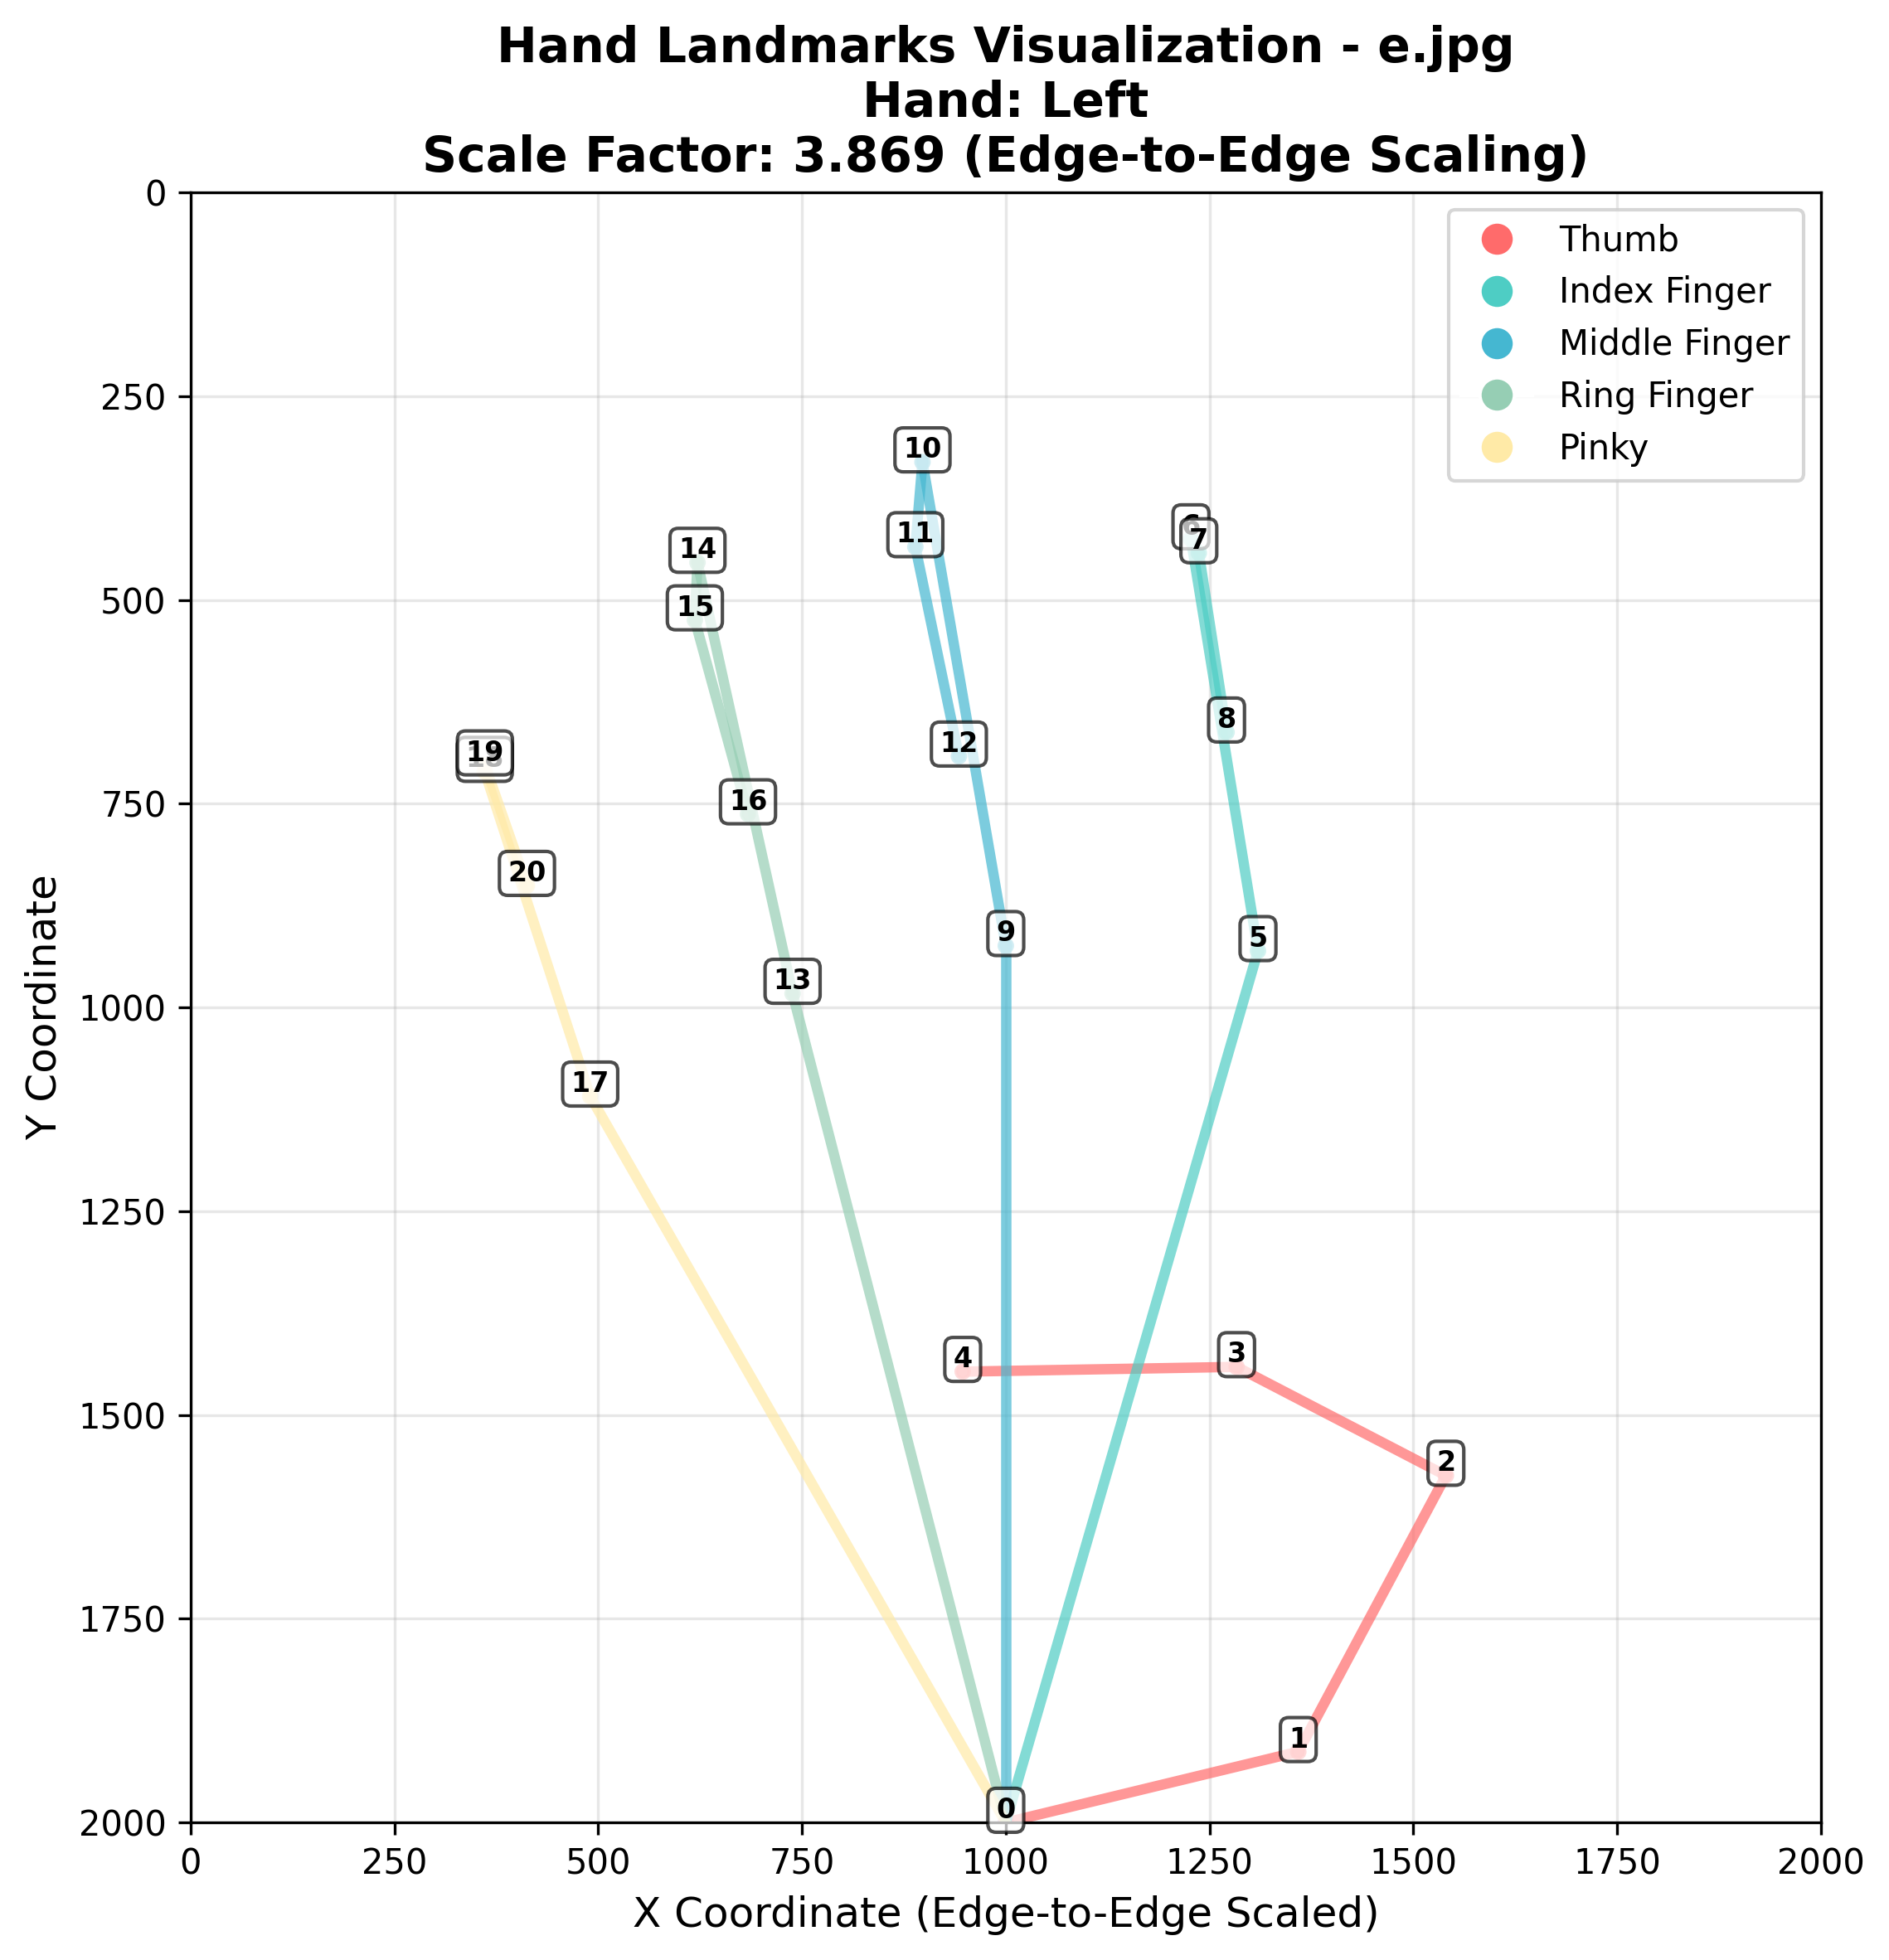 Hand Landmarks Visualization - e.jpg
Hand: Left
Scale Factor: 3.869 (Edge-to-Edge Scaling)
Thumb
Index Finger
Middle Finger
Ring Finger
Pinky
Y Coordinate
0
250
500
750
1000
1250
1500
1750
2000
10
6
7
11
14
15
8
12
19
18
16
20
9
5
13
17
4
3
2
1
0
0 250 500 750 1000 1250 1500 1750 2000
X Coordinate (Edge-to-Edge Scaled)